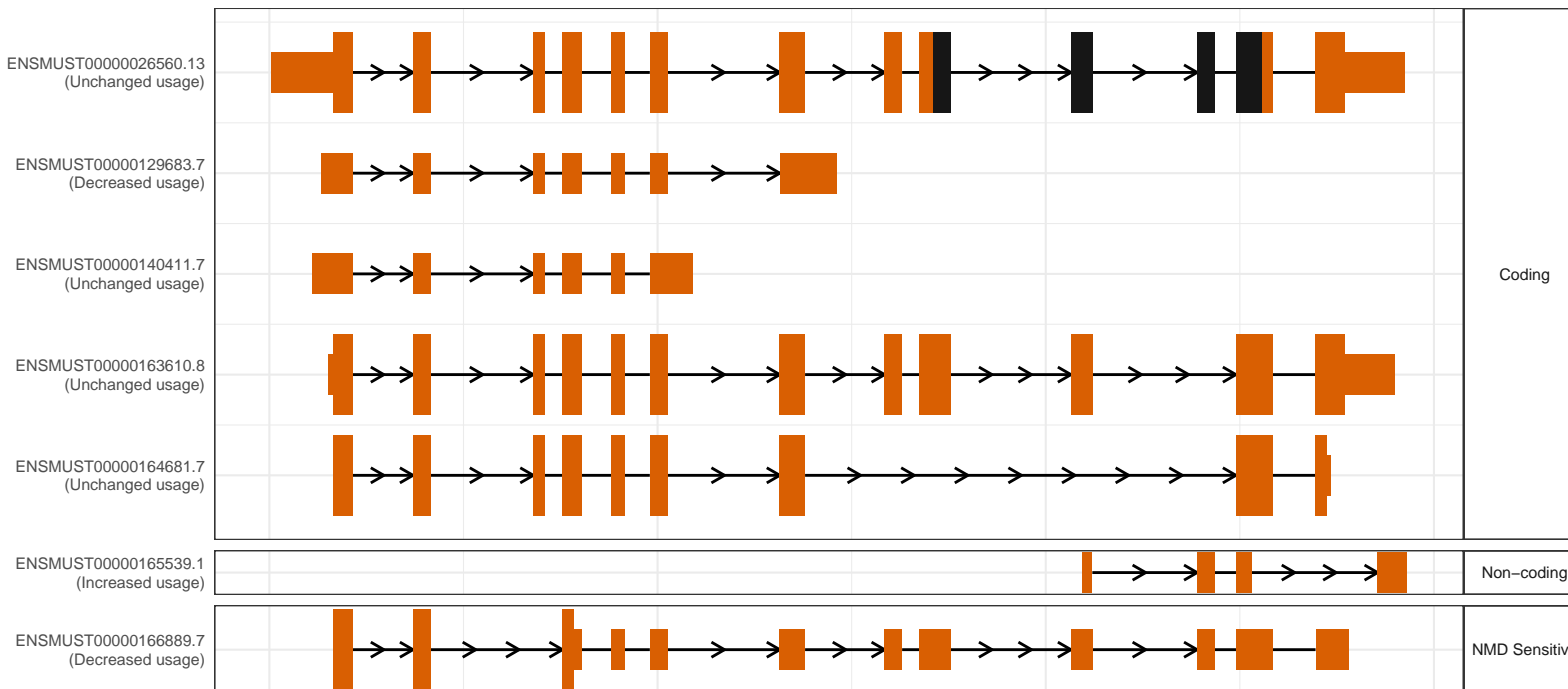 ENSMUST00000026560.13
(Unchanged usage)
ENSMUST00000129683.7
(Decreased usage)
ENSMUST00000140411.7
(Unchanged usage)
Coding
ENSMUST00000163610.8
(Unchanged usage)
ENSMUST00000164681.7
(Unchanged usage)
ENSMUST00000165539.1
(Increased usage)
Non−coding
ENSMUST00000166889.7
(Decreased usage)
NMD Sensitiv